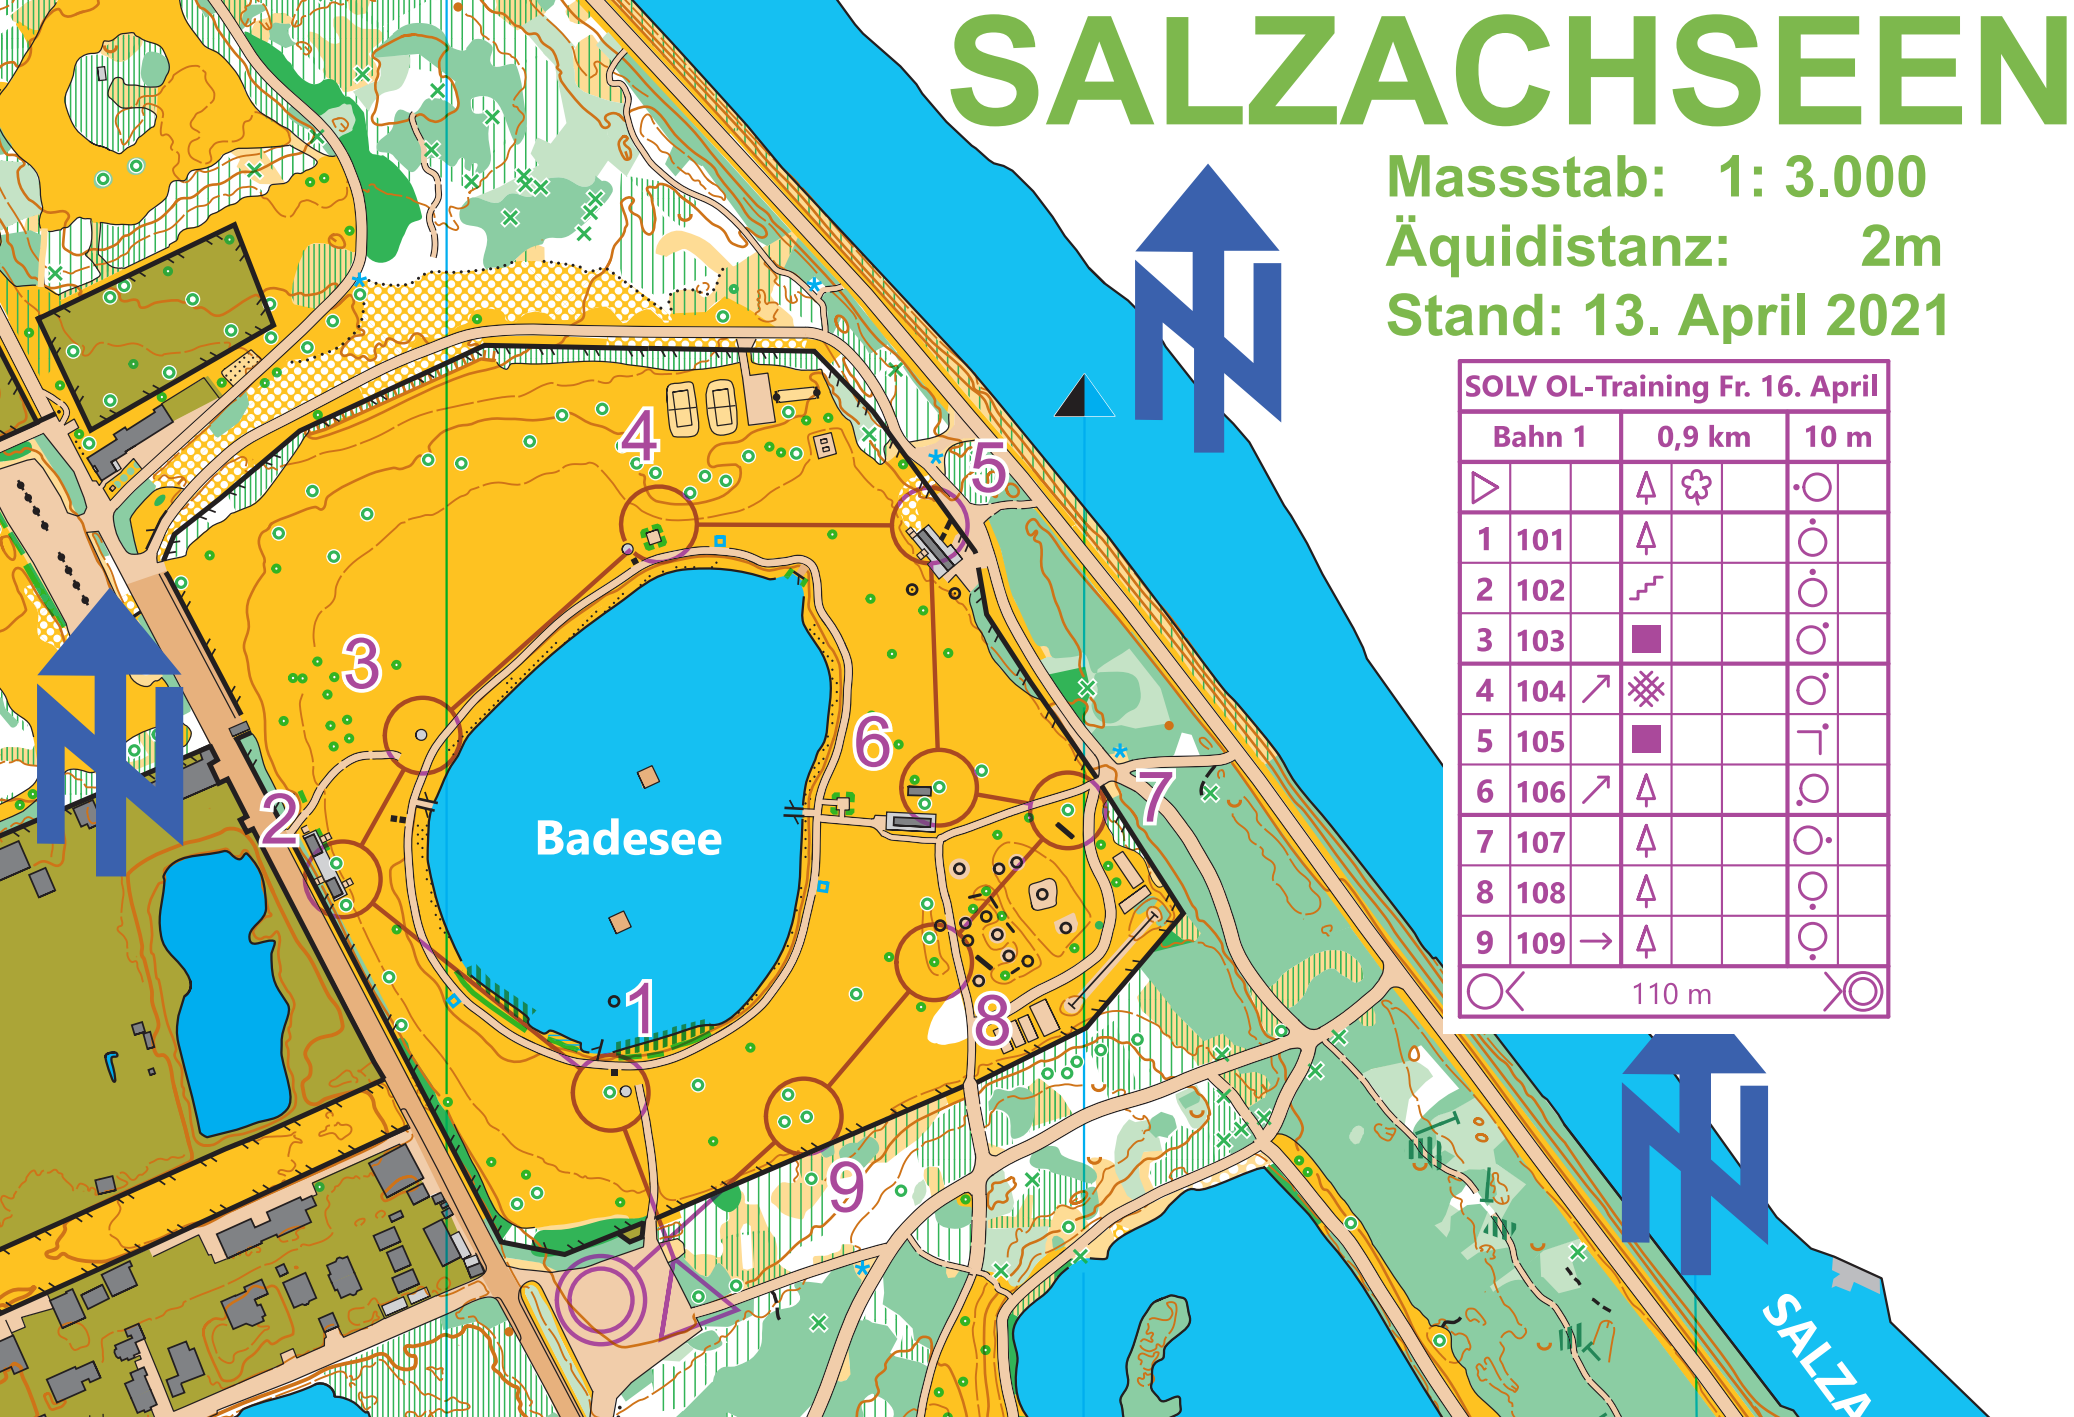 SALZACHSEEN
Massstab: 1: 3.000
Äquidistanz: 2m
Stand: 13. April 2021
SOLV OL-Training Fr. 16. April
Bahn 1 0,9 km 10 m
1 101
2 102
3 103
4 104
5 105
6 106
7 107
8 108
9 109
110 m
4
5
3
6
7
2
Badesee
1
8
9
SALZA